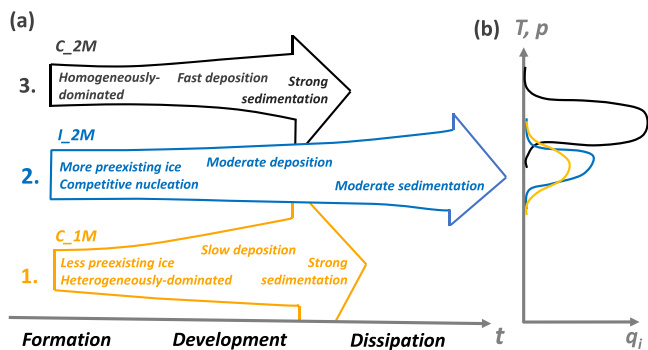 (a)
(b)
T, p
C_2M
3.
Homogeneously-
dominated
Fast deposition
Strong
sedimentation
I_2M
2.
More preexisting ice
Competitive nucleation
Moderate deposition
Moderate sedimentation
C_1M
1.
Slow deposition
Less preexisting ice
Heterogeneously-dominated
Strong
sedimentation
Formation
Development
Dissipation
t
qi